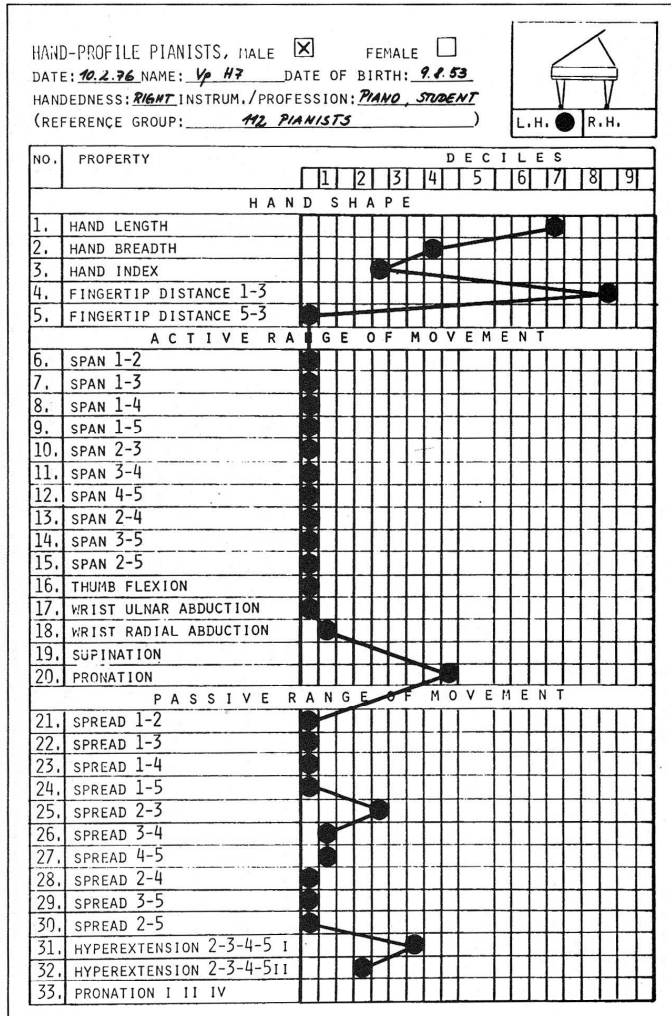 HAND-PROFILE PIANISTS, MALE X FEMALE
DATE: 10.2.76 NAME: Vp H7 DATE OF BIRTH: 9.8.53
HANDEDNESS: RIGHT INSTRUM./PROFESSION: PIANO, STUDENT
(REFERENCE GROUP: 112 PIANISTS)
L.H. R.H.
NO. PROPERTY DECILES
1 2 3 4 5 6 7 8 9
HAND SHAPE
1. HAND LENGTH
2. HAND BREADTH
3. HAND INDEX
4. FINGERTIP DISTANCE 1-3
5. FINGERTIP DISTANCE 5-3
ACTIVE RANGE OF MOVEMENT
6. SPAN 1-2
7. SPAN 1-3
8. SPAN 1-4
9. SPAN 1-5
10. SPAN 2-3
11. SPAN 3-4
12. SPAN 4-5
13. SPAN 2-4
14. SPAN 3-5
15. SPAN 2-5
16. THUMB FLEXION
17. WRIST ULNAR ABDUCTION
18. WRIST RADIAL ABDUCTION
19. SUPINATION
20. PRONATION
PASSIVE RANGE OF MOVEMENT
21. SPREAD 1-2
22. SPREAD 1-3
23. SPREAD 1-4
24. SPREAD 1-5
25. SPREAD 2-3
26. SPREAD 3-4
27. SPREAD 4-5
28. SPREAD 2-4
29. SPREAD 3-5
30. SPREAD 2-5
31. HYPEREXTENSION 2-3-4-5 I
32. HYPEREXTENSION 2-3-4-5II
33. PRONATION I II IV